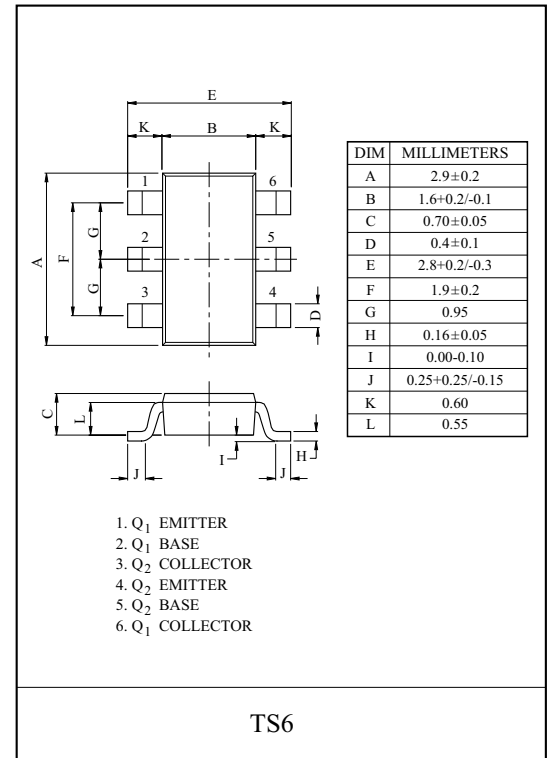 E
K B K
1 6
2 5
3 4
A F G G D
C L I H
J J
DIM MILLIMETERS
A 2.9±0.2
B 1.6+0.2/-0.1
C 0.70±0.05
D 0.4±0.1
E 2.8+0.2/-0.3
F 1.9±0.2
G 0.95
H 0.16±0.05
I 0.00-0.10
J 0.25+0.25/-0.15
K 0.60
L 0.55
1. Q1 EMITTER
2. Q1 BASE
3. Q2 COLLECTOR
4. Q2 EMITTER
5. Q2 BASE
6. Q1 COLLECTOR
TS6